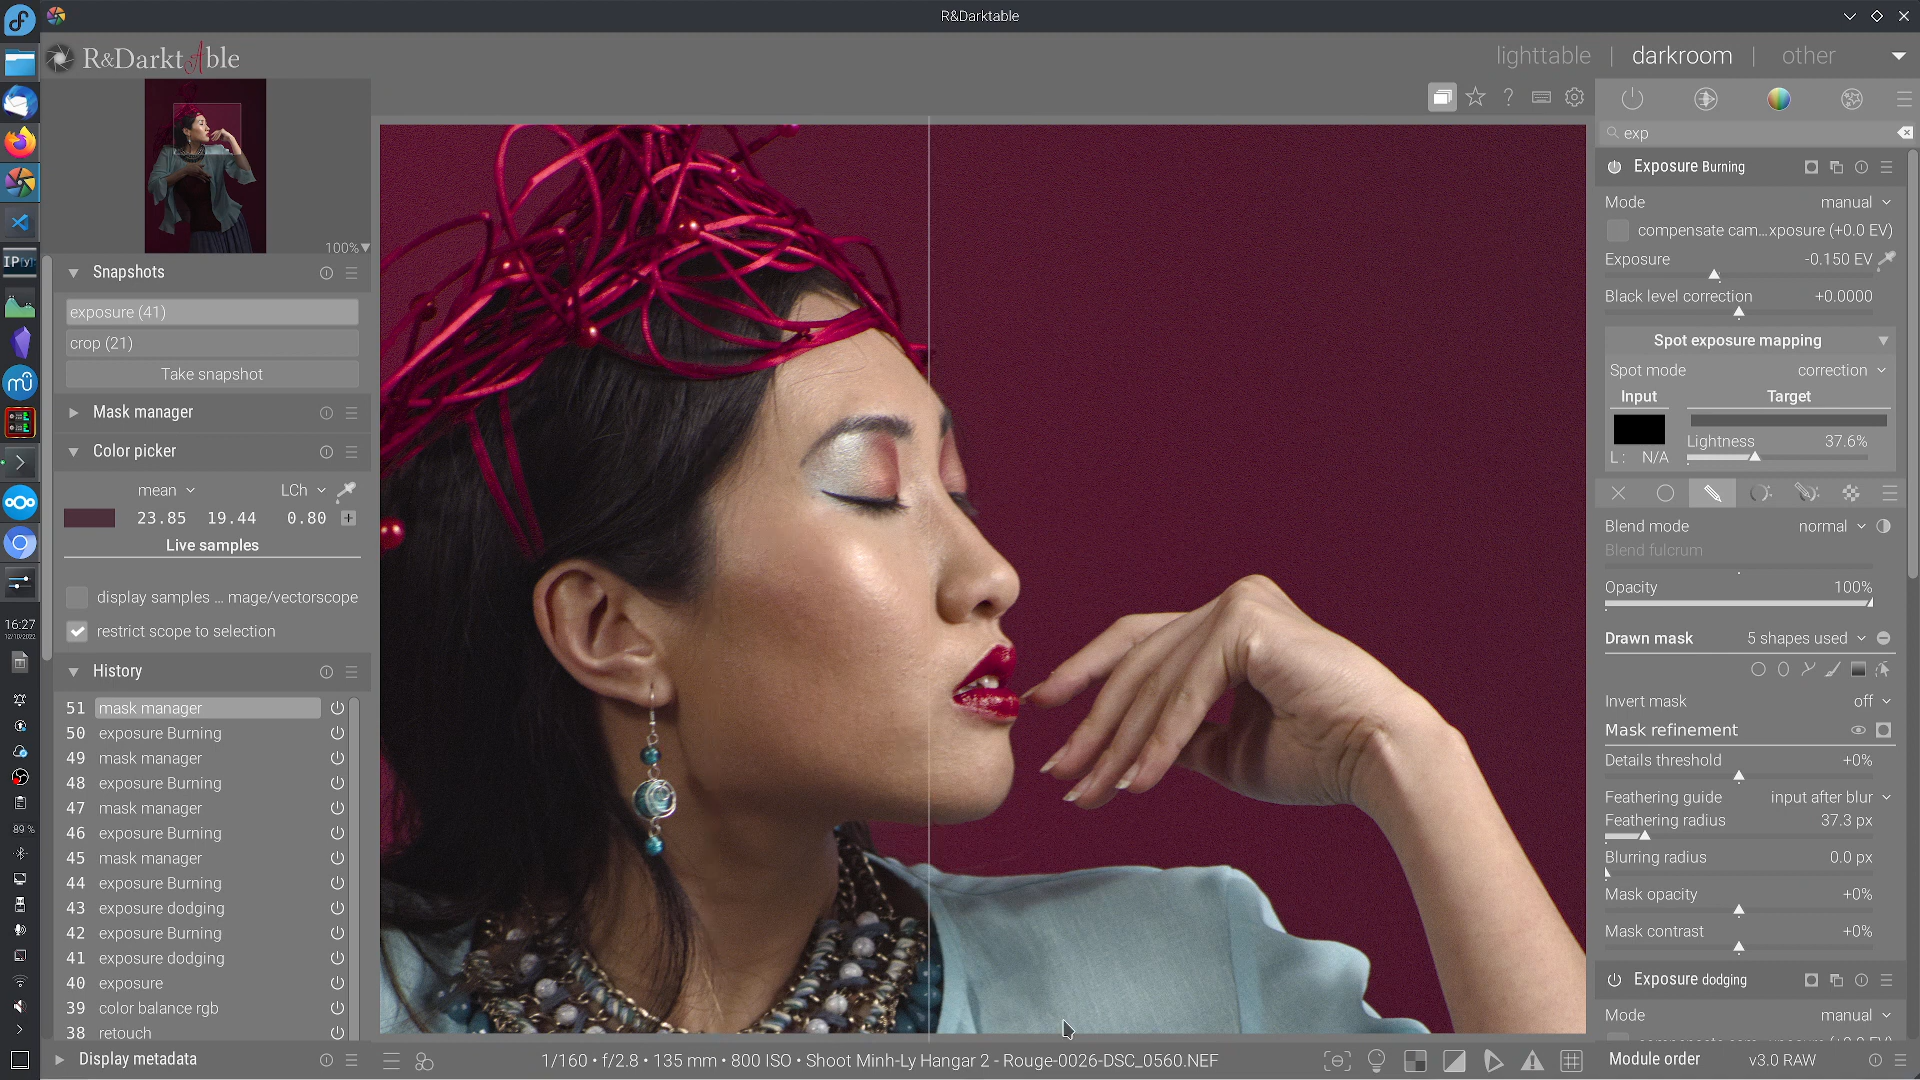 R&Darktable
R&DarktAble
lighttable | darkroom | other
100%
Snapshots
exposure (41)
crop (21)
Take snapshot
Mask manager
Color picker
mean LCh
23.85 19.44 0.80
Live samples
display samples ... mage/vectorscope
restrict scope to selection
History
51 mask manager
50 exposure Burning
49 mask manager
48 exposure Burning
47 mask manager
46 exposure Burning
45 mask manager
44 exposure Burning
43 exposure dodging
42 exposure Burning
41 exposure dodging
40 exposure
39 color balance rgb
38 retouch
Display metadata
16:27
12/10/2022
89 %
IP[y]
1/160 • f/2.8 • 135 mm • 800 ISO • Shoot Minh-Ly Hangar 2 - Rouge-0026-DSC_0560.NEF
exp
Exposure Burning
Mode manual
compensate cam...xposure (+0.0 EV)
Exposure -0.150 EV
Black level correction +0.0000
Spot exposure mapping
Spot mode correction
Input Target
Lightness 37.6%
L : N/A
Blend mode normal
Blend fulcrum
Opacity 100%
Drawn mask 5 shapes used
Invert mask off
Mask refinement
Details threshold +0%
Feathering guide input after blur
Feathering radius 37.3 px
Blurring radius 0.0 px
Mask opacity +0%
Mask contrast +0%
Exposure dodging
Mode manual
Module order v3.0 RAW